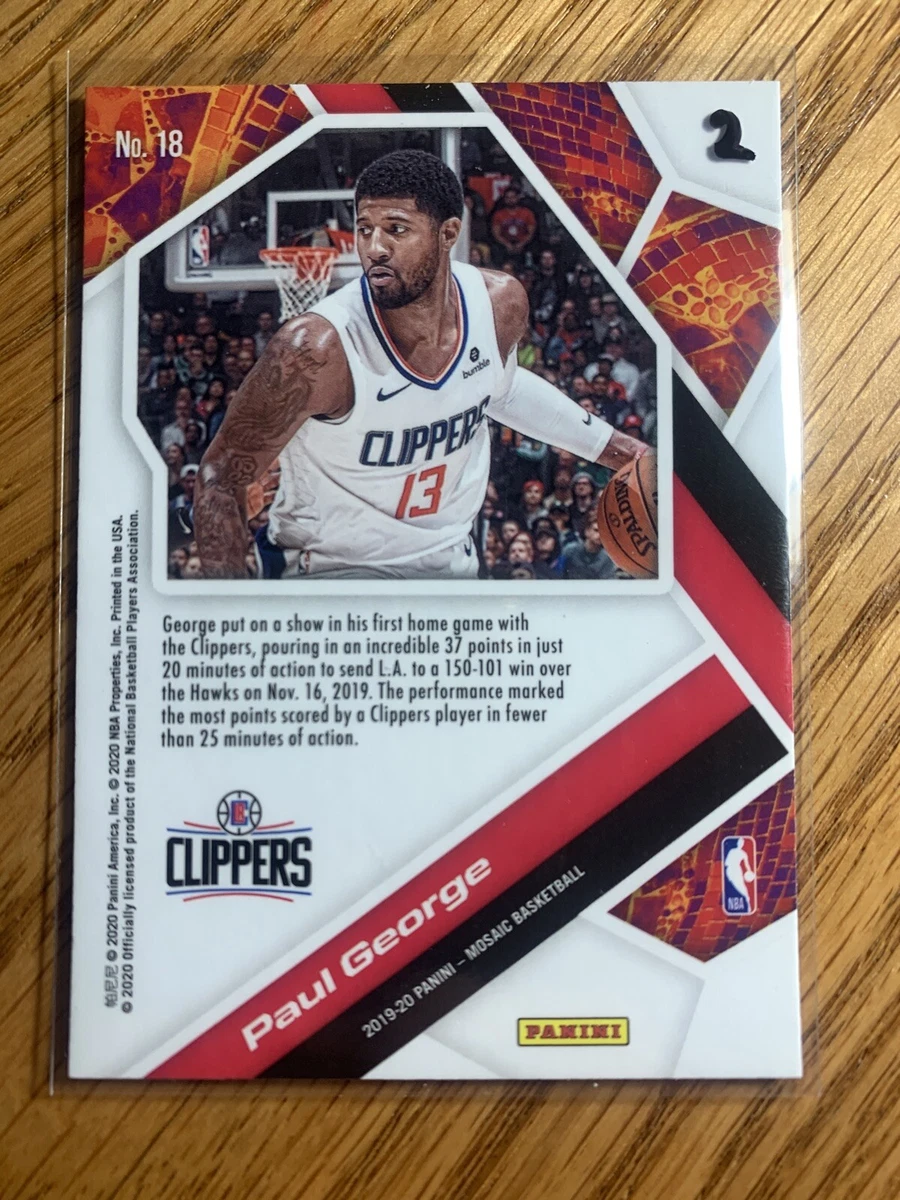 No. 18
2
bumble
CLIPPERS
13
SPALDING
George put on a show in his first home game with
the Clippers, pouring in an incredible 37 points in just
20 minutes of action to send L.A. to a 150-101 win over
the Hawks on Nov. 16, 2019. The performance marked
the most points scored by a Clippers player in fewer
than 25 minutes of action.
CLIPPERS
Paul George
2019-20 PANINI – MOSAIC BASKETBALL
NBA
PANINI
帕尼尼 © 2020 Panini America, Inc. © 2020 NBA Properties, Inc. Printed in the USA.
© 2020 Officially licensed product of the National Basketball Players Association.